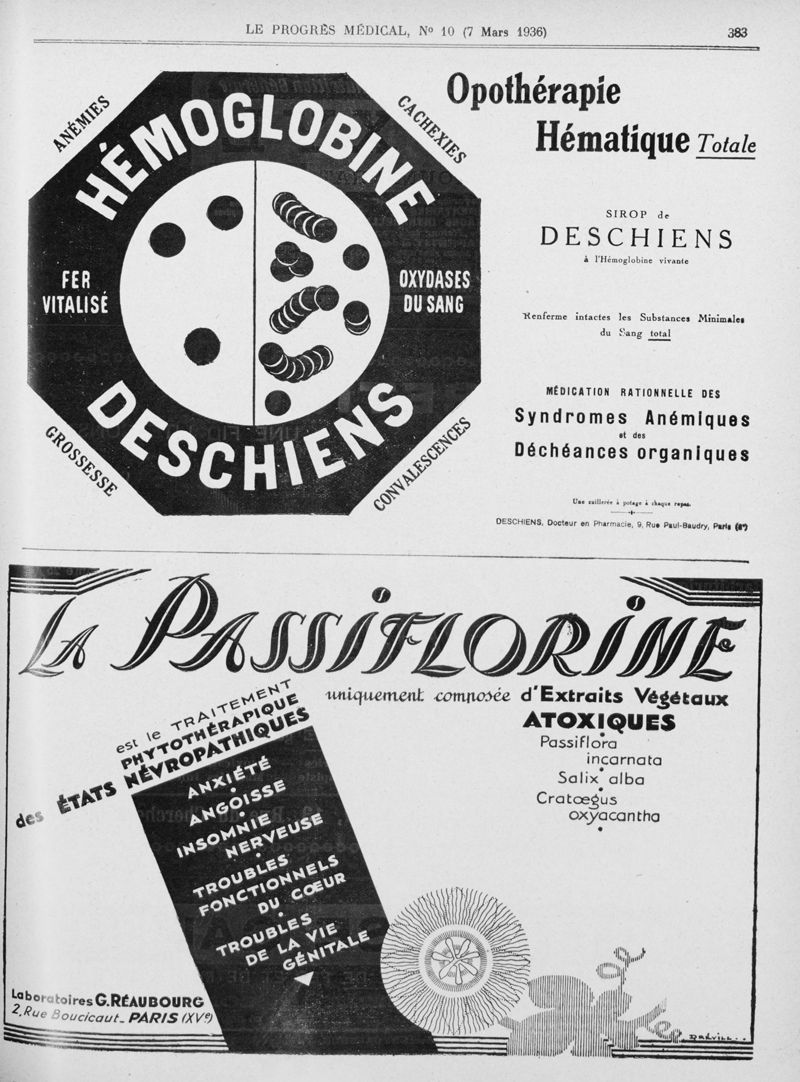 LE PROGRÈS MÉDICAL, Nº 10 (7 Mars 1936)
383
ANÉMIES
CACHEXIES
HÉMOGLOBINE
FER
VITALISÉ
OXYDASES
DU SANG
DESCHIENS
GROSSESSE
CONVALESCENCES
Opothérapie
Hématique Totale
SIROP de
DESCHIENS
à l'Hémoglobine vivante
Renferme intactes les Substances Minimales
du Sang total
MÉDICATION RATIONNELLE DES
Syndromes Anémiques
et des
Déchéances organiques
Une cuillerée à potage à chaque repas.
DESCHIENS, Docteur en Pharmacie, 9, Rue Paul-Baudry, Paris (8e)
LA PASSIFLORINE
uniquement composée d'Extraits Végétaux
ATOXIQUES
Passiflora
incarnata
Salix alba
Cratœgus
oxyacantha
est le TRAITEMENT
PHYTOTHÉRAPIQUE
des ÉTATS NÉVROPATHIQUES
ANXIÉTÉ
ANGOISSE
INSOMNIE
NERVEUSE
TROUBLES
FONCTIONNELS
DU CŒUR
TROUBLES
DE LA VIE
GÉNITALE
Laboratoires G. RÉAUBOURG
2, Rue Boucicaut_ PARIS (XVe)